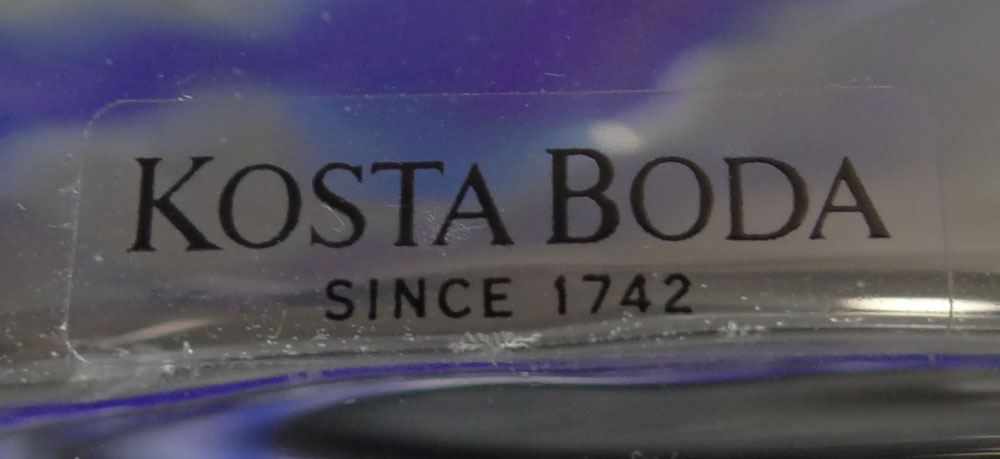 KOSTA BODA
SINCE 1742